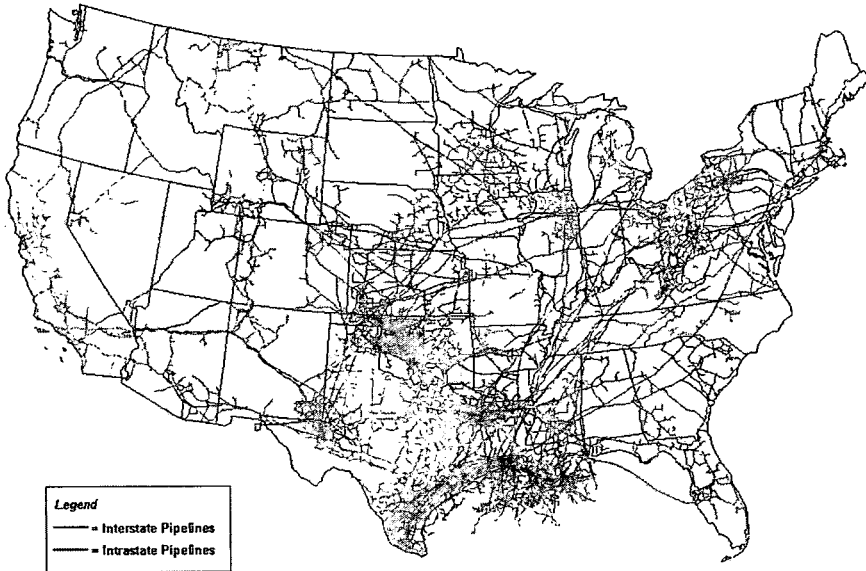 Legend
= Interstate Pipelines
= Intrastate Pipelines